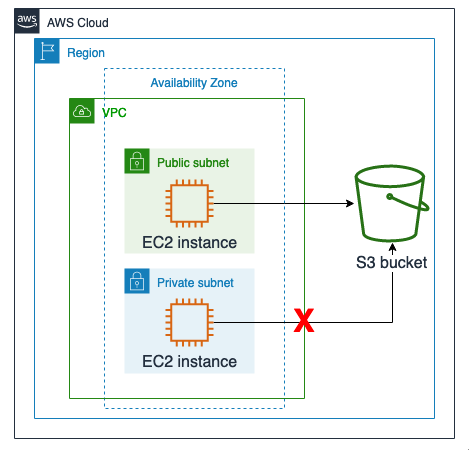 aws
AWS Cloud
Region
Availability Zone
VPC
Public subnet
EC2 instance
S3 bucket
Private subnet
X
EC2 instance